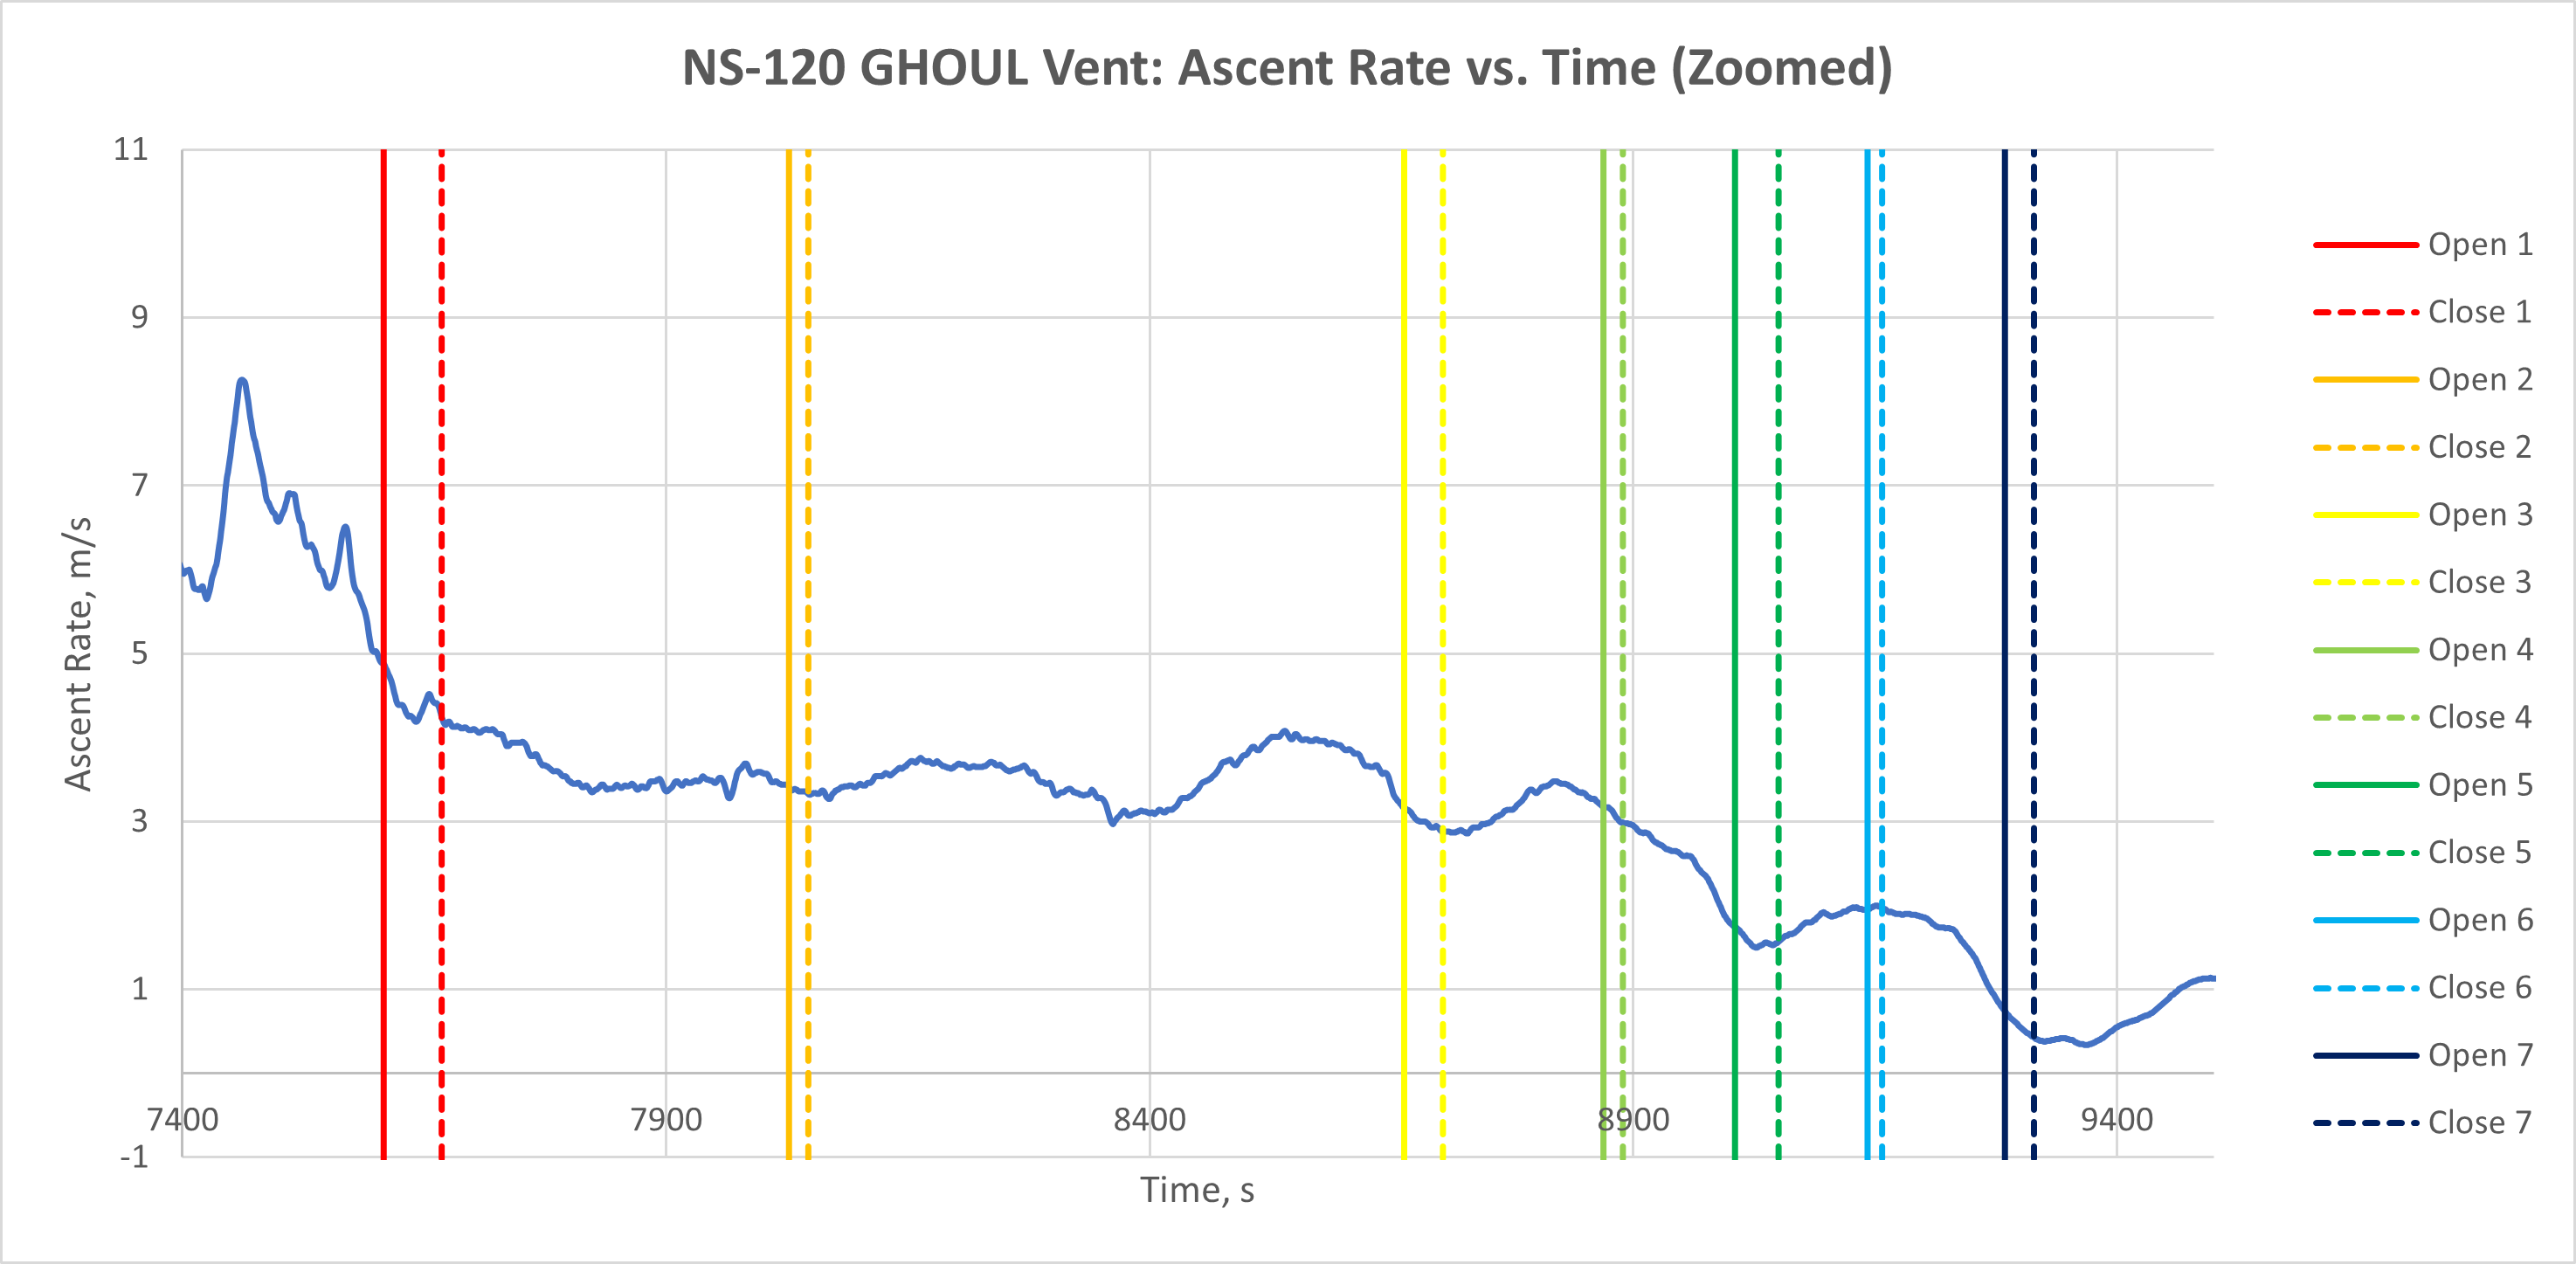 NS-120 GHOUL Vent: Ascent Rate vs. Time (Zoomed)
Ascent Rate, m/s
11
9
7
5
3
1
-1
7400
7900
8400
8900
9400
Time, s
Open 1
Close 1
Open 2
Close 2
Open 3
Close 3
Open 4
Close 4
Open 5
Close 5
Open 6
Close 6
Open 7
Close 7